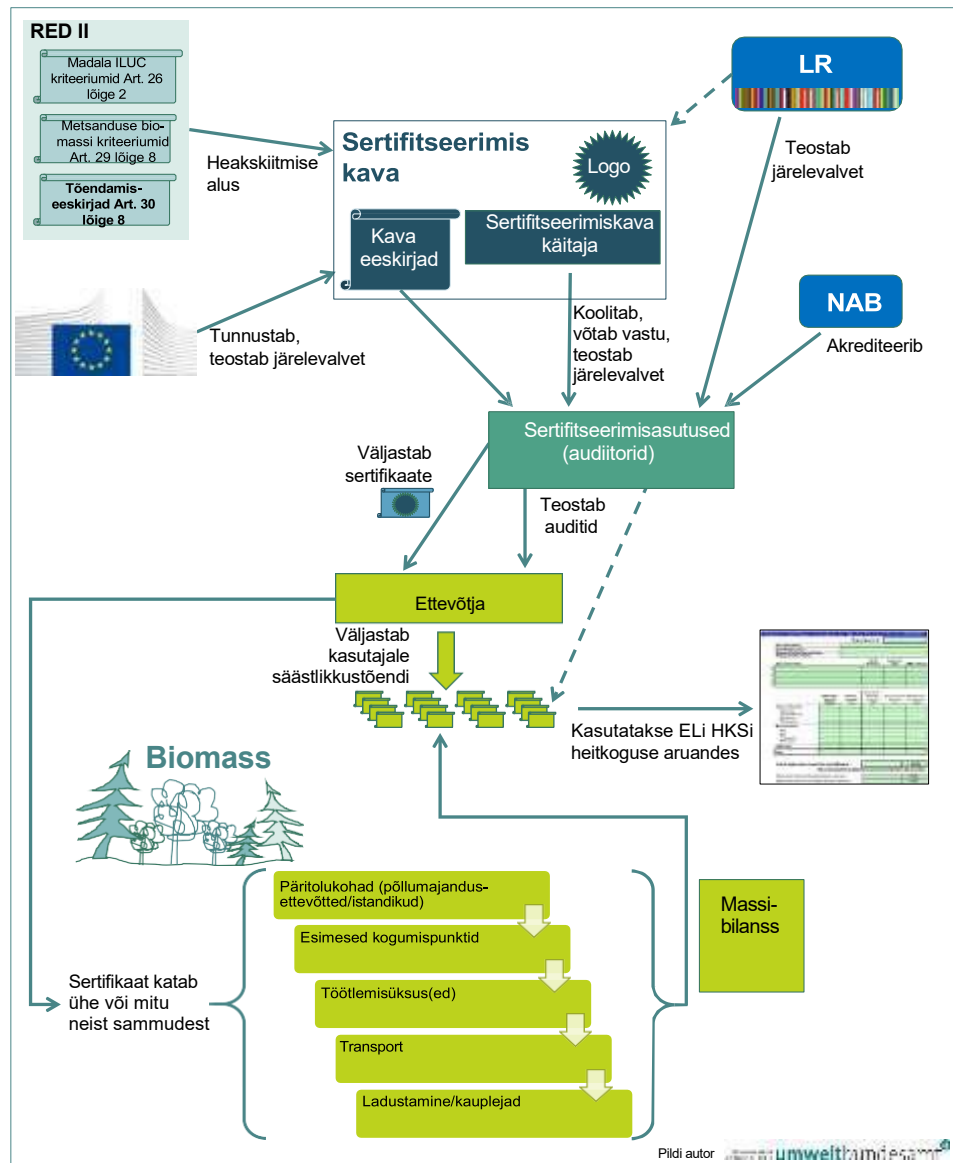 RED II
Madala ILUC
kriteeriumid Art. 26
lõige 2
Metsanduse bio-
massi kriteeriumid
Art. 29 lõige 8
Tõendamis-
eeskirjad Art. 30
lõige 8
Heakskiitmise
alus
Sertifitseerimis
kava
Logo
Kava
eeskirjad
Sertifitseerimiskava
käitaja
LR
Teostab
järelevalvet
NAB
Akrediteerib
Tunnustab,
teostab järelevalvet
Koolitab,
võtab vastu,
teostab
järelevalvet
Sertifitseerimisasutused
(audiitorid)
Väljastab
sertifikaate
Teostab
auditid
Ettevõtja
Väljastab
kasutajale
säästlikkustõendi
Kasutatakse ELi HKSi
heitkoguse aruandes
Biomass
Päritolukohad (põllumajandus-
ettevõtted/istandikud)
Esimesed kogumispunktid
Töötlemisüksus(ed)
Transport
Ladustamine/kauplejad
Massi-
bilanss
Sertifikaat katab
ühe või mitu
neist sammudest
Pildi autor
umweltbundesamt